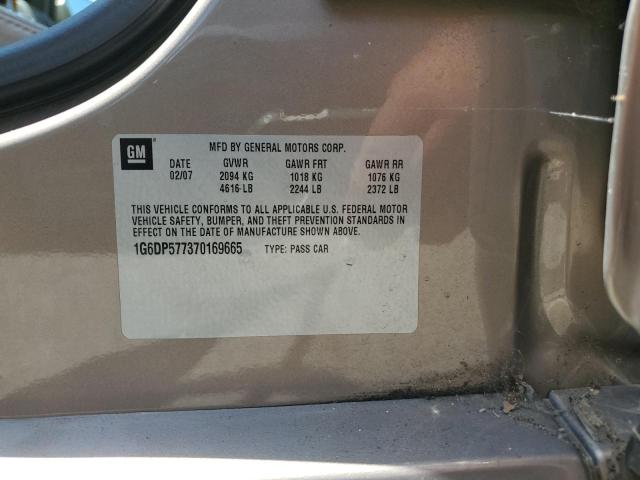 GM
MFD BY GENERAL MOTORS CORP.
DATE GVWR GAWR FRT GAWR RR
02/07 2094 KG 1018 KG 1076 KG
4616 LB 2244 LB 2372 LB
THIS VEHICLE CONFORMS TO ALL APPLICABLE U.S. FEDERAL MOTOR
VEHICLE SAFETY, BUMPER, AND THEFT PREVENTION STANDARDS IN
EFFECT ON THE DATE OF MANUFACTURE SHOWN ABOVE.
1G6DP577370169665 TYPE: PASS CAR